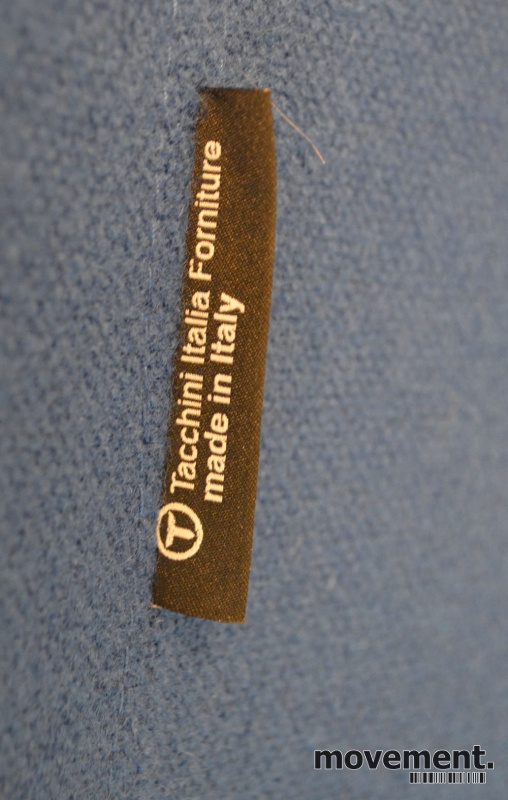 Tacchini Italia Forniture
made in Italy
movement.